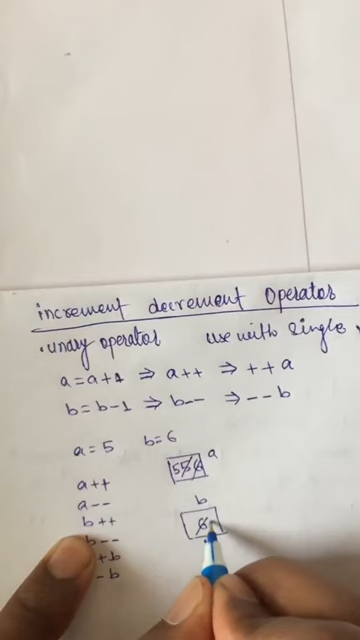 increment decrement Operator
.unary operator use with single
a=a+1 ⇒ a++ ⇒ ++a
b=b-1 ⇒ b-- ⇒ --b
a=5 b=6
a
a++
a--
b
b++
b--
+b
-b